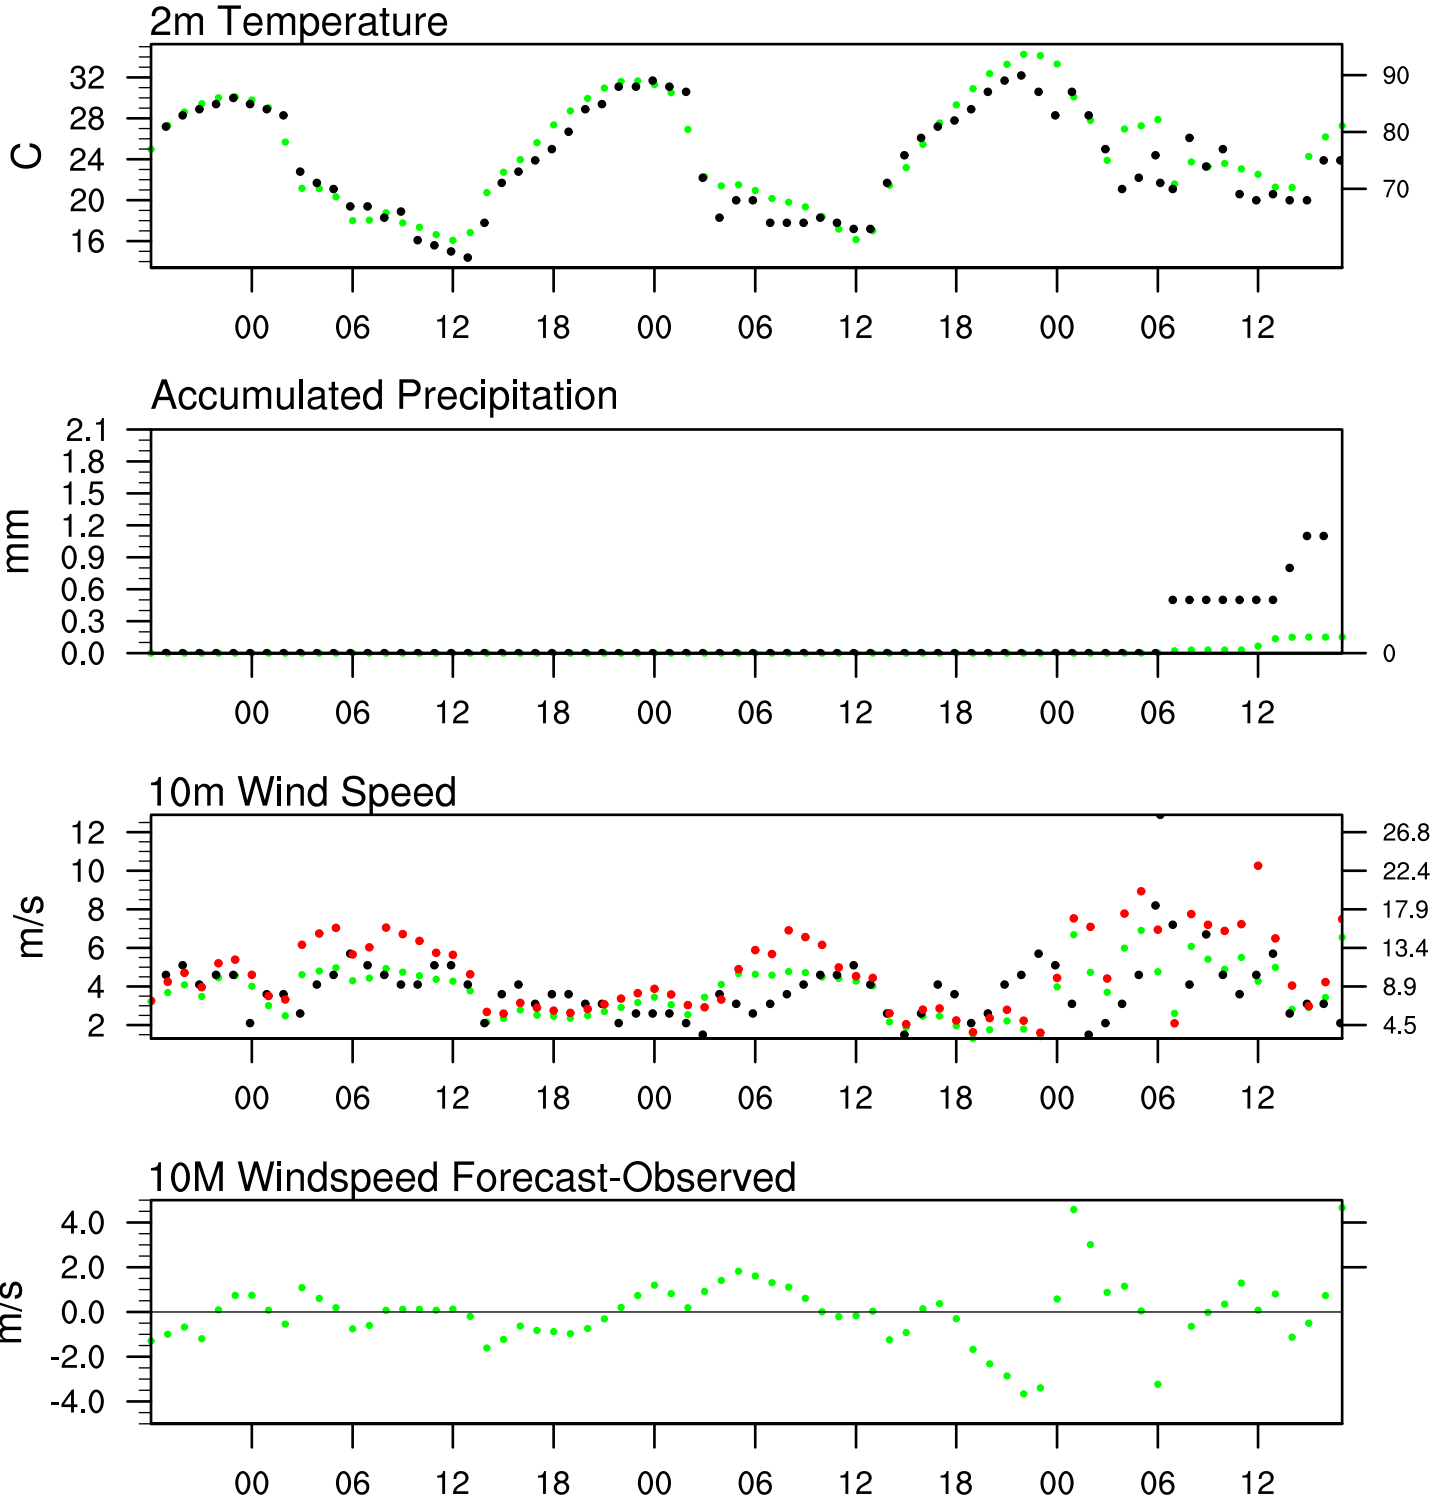 2m Temperature
32
28
24
20
16
C
90
80
70
00 06 12 18 00 12 18 00 06 12
Accumulated Precipitation
2.1
1.8
1.5
1.2
0.9
0.6
0.3
0.0
mm
0
00 06 12 18 00 06 12 18 00 06 12
10m Wind Speed
12
10
8
6
4
2
m/s
26.8
22.4
17.9
13.4
8.9
4.5
00 06 12 18 00 06 12 18 00 06 12
10M Windspeed Forecast-Observed
4.0
2.0
0.0
-2.0
-4.0
m/s
00 06 12 18 00 06 12 18 00 06 12